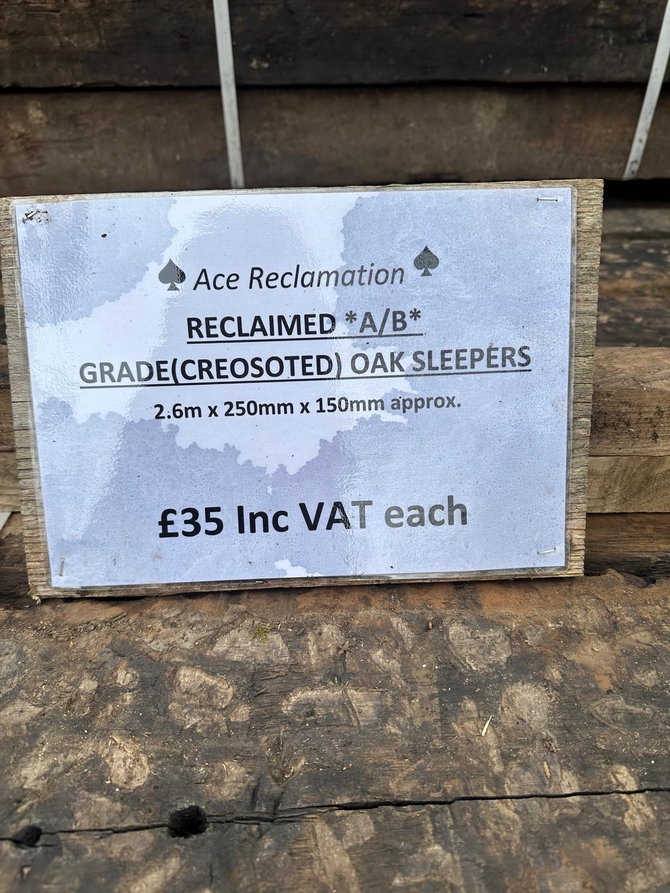 ♠ Ace Reclamation ♠
RECLAIMED *A/B*
GRADE(CREOSOTED) OAK SLEEPERS
2.6m x 250mm x 150mm approx.
£35 Inc VAT each